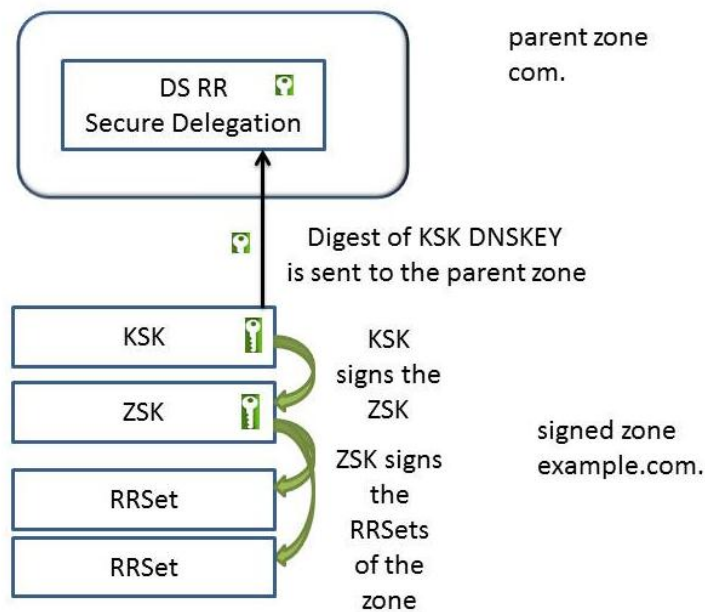 parent zone
com.
DS RR
Secure Delegation
Digest of KSK DNSKEY
is sent to the parent zone
KSK
KSK
signs the
ZSK
ZSK
signed zone
example.com.
ZSK signs
the
RRSets
of the
zone
RRSet
RRSet